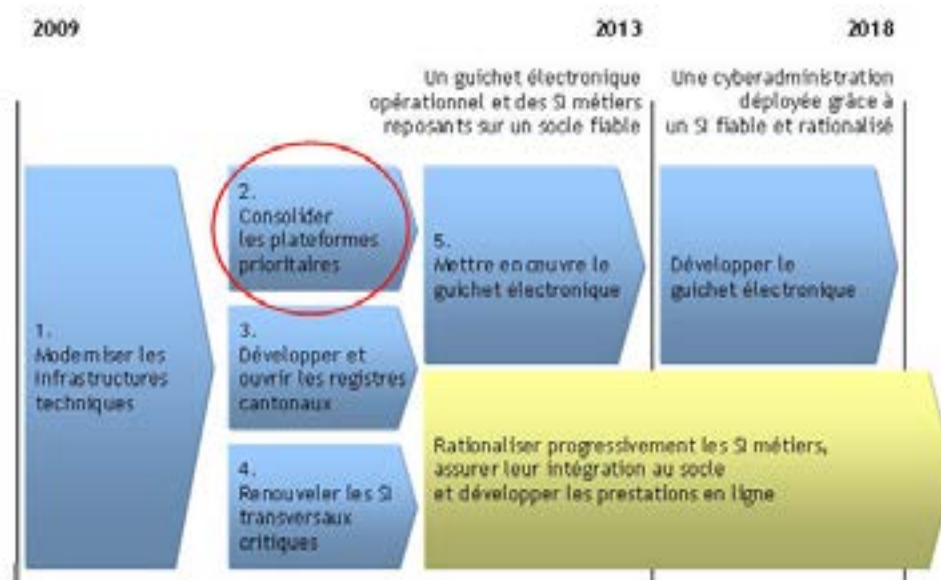 2009
2013
2018
Un guichet électronique
opérationnel et des SI métiers
reposants sur un socle fiable
Une cyberadministration
déployée grâce à
un SI fiable et rationalisé
1.
Moderniser les
infrastructures
techniques
2.
Consolider
les plateformes
prioritaires
3.
Développer et
ouvrir les registres
cantonaux
4.
Renouveler les SI
transversaux
critiques
5.
Mettre en œuvre le
guichet électronique
Développer le
guichet électronique
Rationaliser progressivement les SI métiers,
assurer leur intégration au socle
et développer les prestations en ligne